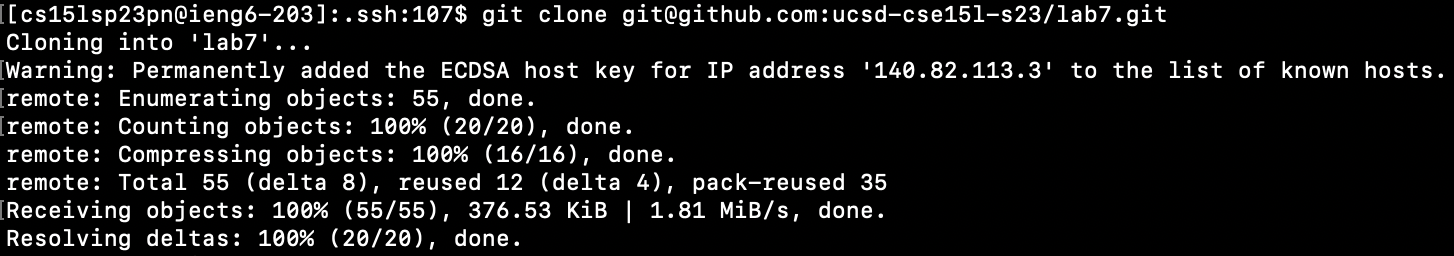 [[cs15lsp23pn@ieng6-203]:.ssh:107$ git clone git@github.com:ucsd-cse15l-s23/lab7.git
Cloning into 'lab7'...
[Warning: Permanently added the ECDSA host key for IP address '140.82.113.3' to the list of known hosts.
[remote: Enumerating objects: 55, done.
[remote: Counting objects: 100% (20/20), done.
remote: Compressing objects: 100% (16/16), done.
remote: Total 55 (delta 8), reused 12 (delta 4), pack-reused 35
[Receiving objects: 100% (55/55), 376.53 KiB | 1.81 MiB/s, done.
Resolving deltas: 100% (20/20), done.